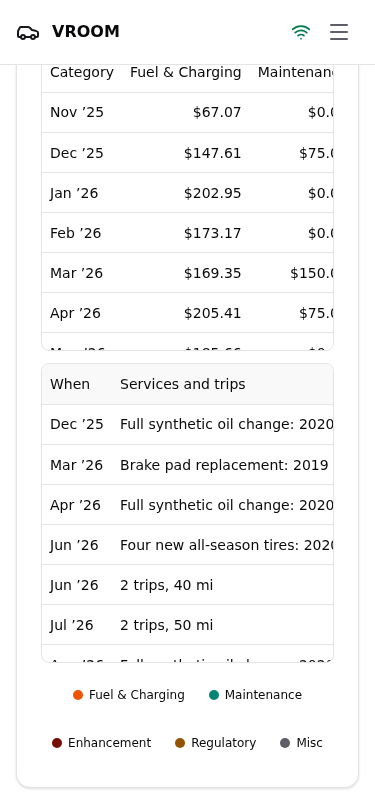 VROOM
Category Fuel & Charging Maintenanc
Nov ’25 $67.07 $0.0
Dec ’25 $147.61 $75.0
Jan ’26 $202.95 $0.0
Feb ’26 $173.17 $0.0
Mar ’26 $169.35 $150.0
Apr ’26 $205.41 $75.0
When Services and trips
Dec ’25 Full synthetic oil change: 2020
Mar ’26 Brake pad replacement: 2019
Apr ’26 Full synthetic oil change: 2020
Jun ’26 Four new all-season tires: 2020
Jun ’26 2 trips, 40 mi
Jul ’26 2 trips, 50 mi
Fuel & Charging Maintenance
Enhancement Regulatory Misc